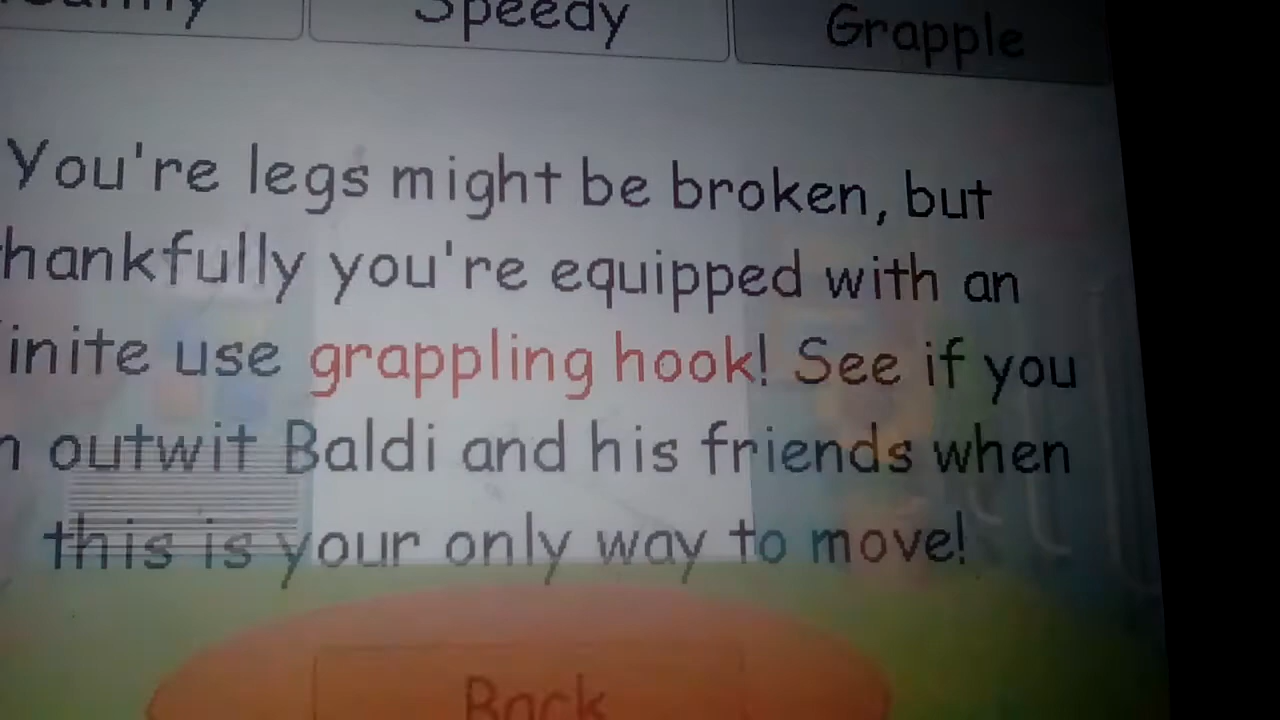 Speedy Grapple
You're legs might be broken, but
hankfully you're equipped with an
inite use grappling hook! See if you
n outwit Baldi and his friends when
this is your only way to move!
Back